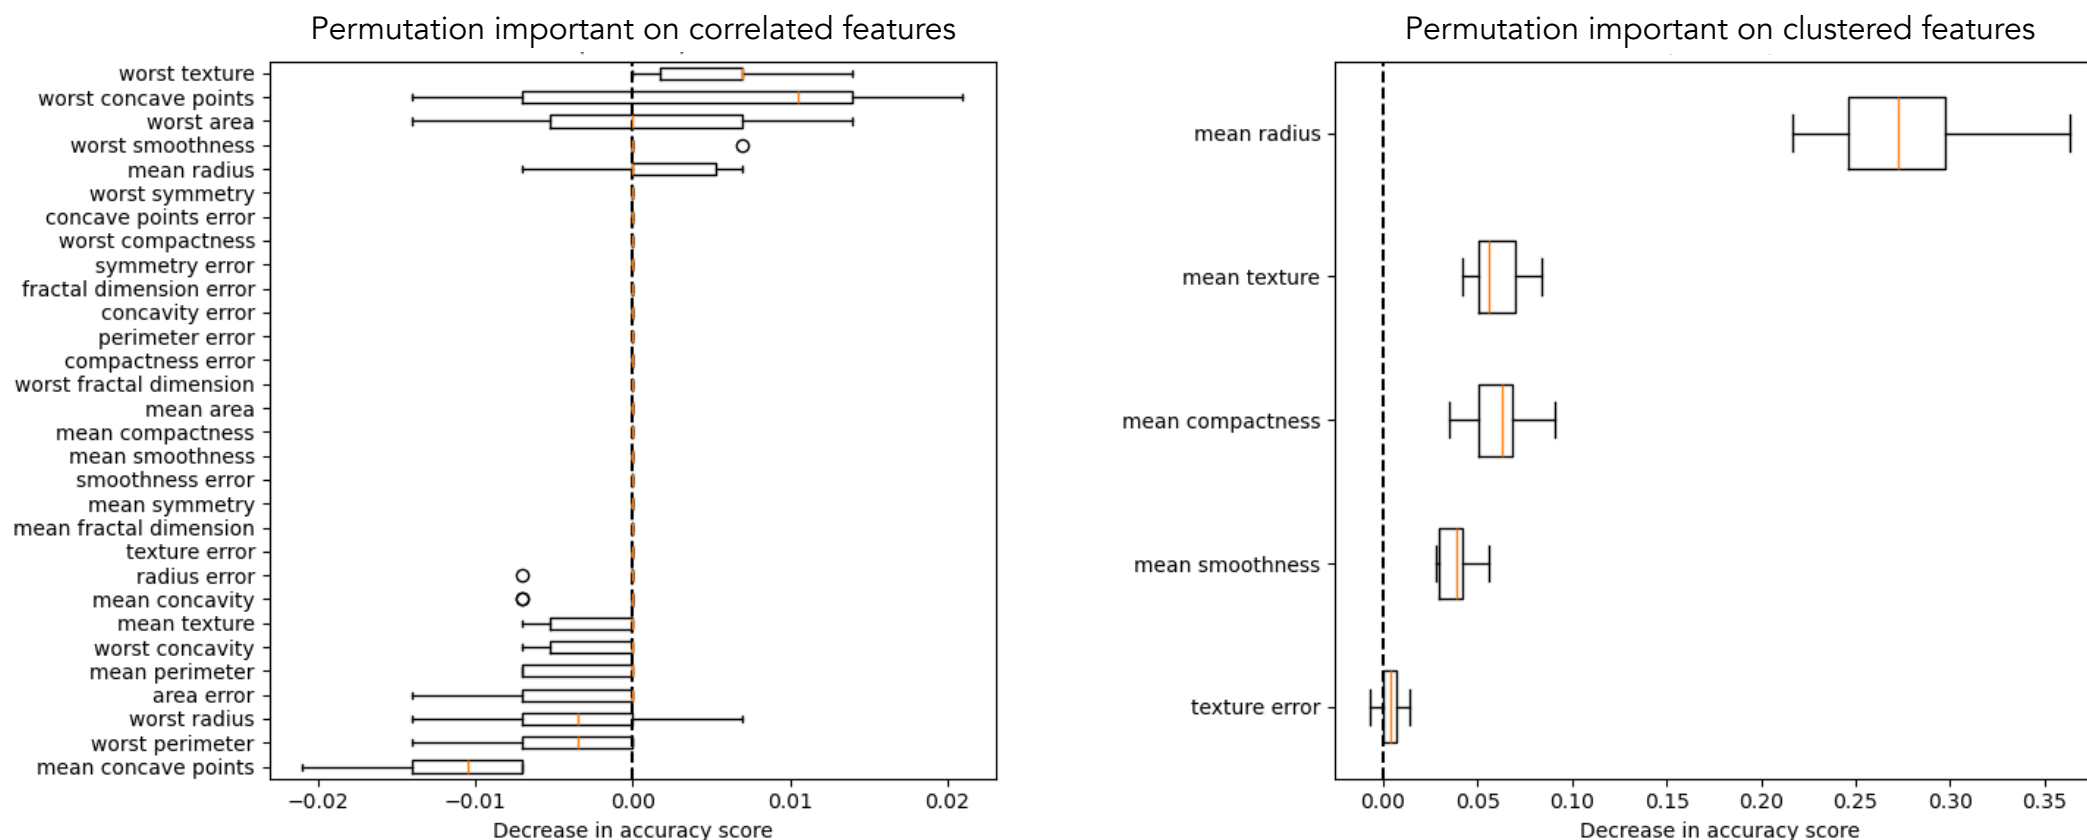 Permutation important on correlated features
worst texture
worst concave points
worst area
worst smoothness
mean radius
worst symmetry
concave points error
worst compactness
symmetry error
fractal dimension error
concavity error
perimeter error
compactness error
worst fractal dimension
mean area
mean compactness
mean smoothness
smoothness error
mean symmetry
mean fractal dimension
texture error
radius error
mean concavity
mean texture
worst concavity
mean perimeter
area error
worst radius
worst perimeter
mean concave points
−0.02 −0.01 0.00 0.01 0.02
Decrease in accuracy score
Permutation important on clustered features
mean radius
mean texture
mean compactness
mean smoothness
texture error
0.00 0.05 0.10 0.15 0.20 0.25 0.30 0.35
Decrease in accuracy score